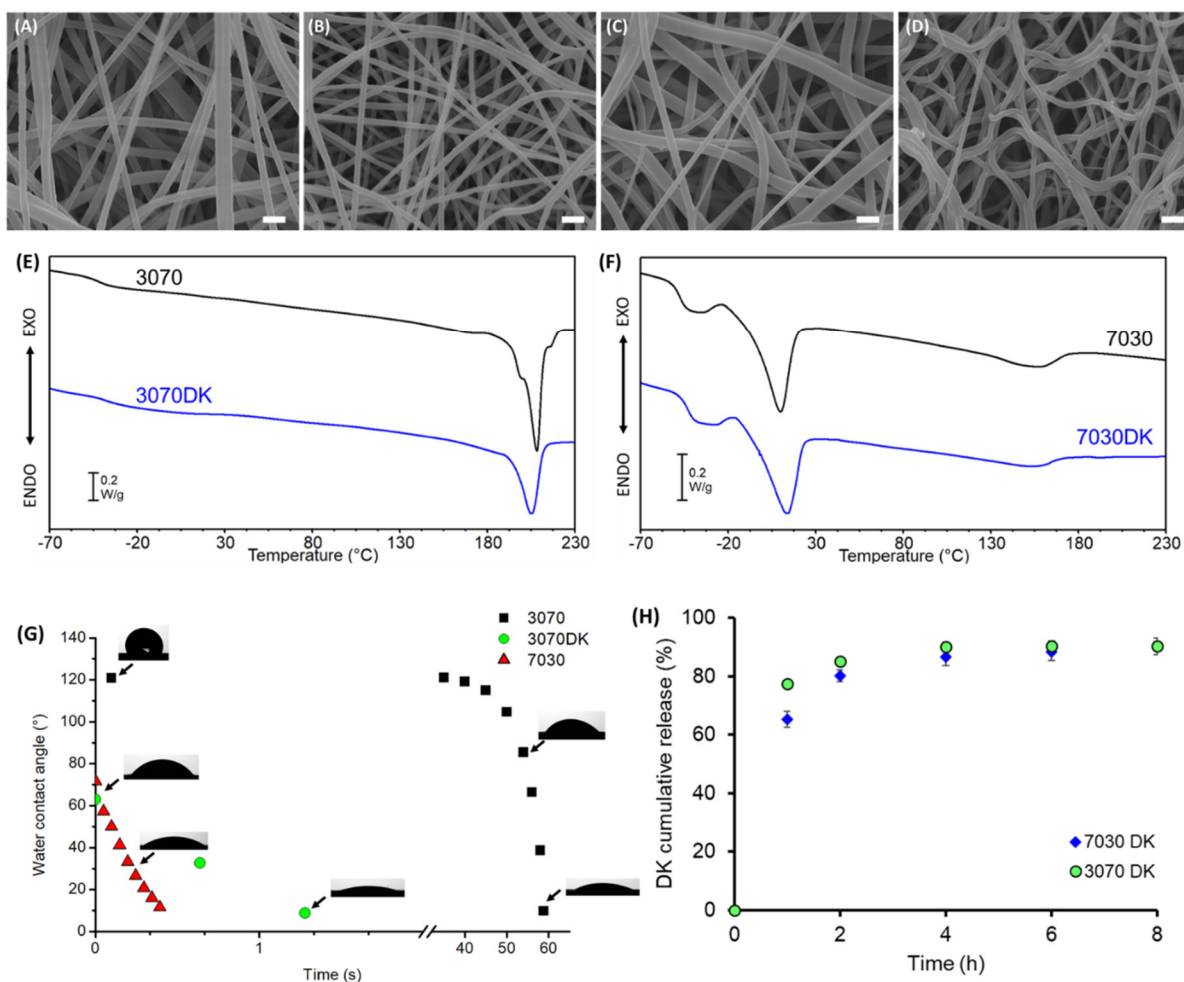 (A)
(B)
(C)
(D)
(E)
3070
3070DK
EXO
ENDO
0.2
W/g
-70 -20 30 80 130 180 230
Temperature (°C)
(F)
7030
7030DK
EXO
ENDO
0.2
W/g
-70 -20 30 80 130 180 230
Temperature (°C)
(G)
3070
3070DK
7030
Water contact angle (°)
140
120
100
80
60
40
20
0
0 1 40 50 60
Time (s)
(H)
DK cumulative release (%)
100
80
60
40
20
0
7030 DK
3070 DK
0 2 4 6 8
Time (h)